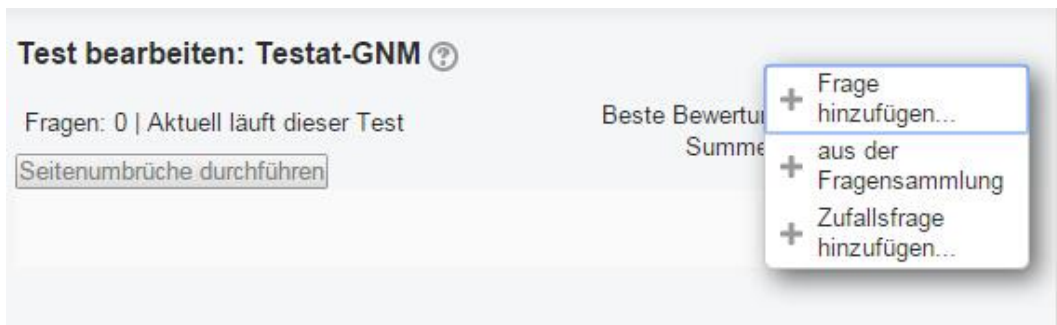 Test bearbeiten: Testat-GNM
Fragen: 0 | Aktuell läuft dieser Test
Beste
Summe
Seitenumbrüche durchführen
Frage
hinzufügen...
aus der
Fragensammlung
Zufallsfrage
hinzufügen...